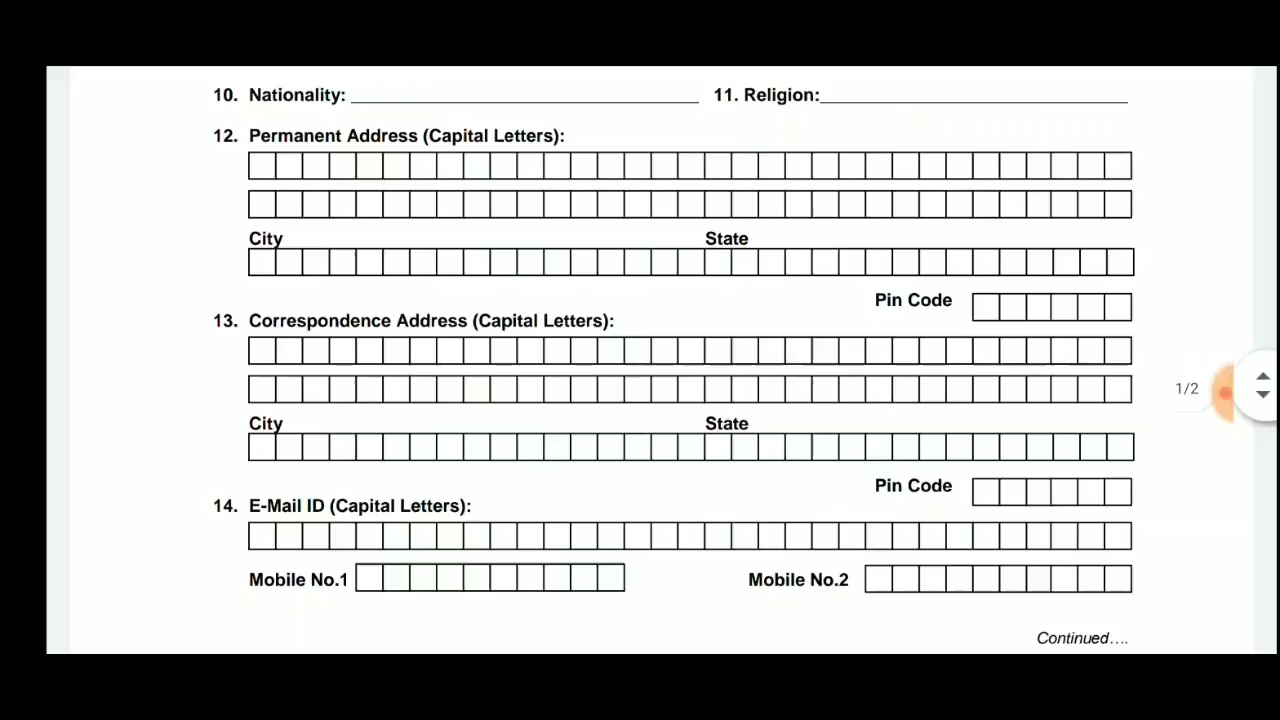 10. Nationality: 11. Religion:
12. Permanent Address (Capital Letters):
City State
Pin Code
13. Correspondence Address (Capital Letters):
City State
Pin Code
14. E-Mail ID (Capital Letters):
Mobile No.1 Mobile No.2
Continued….
1/2